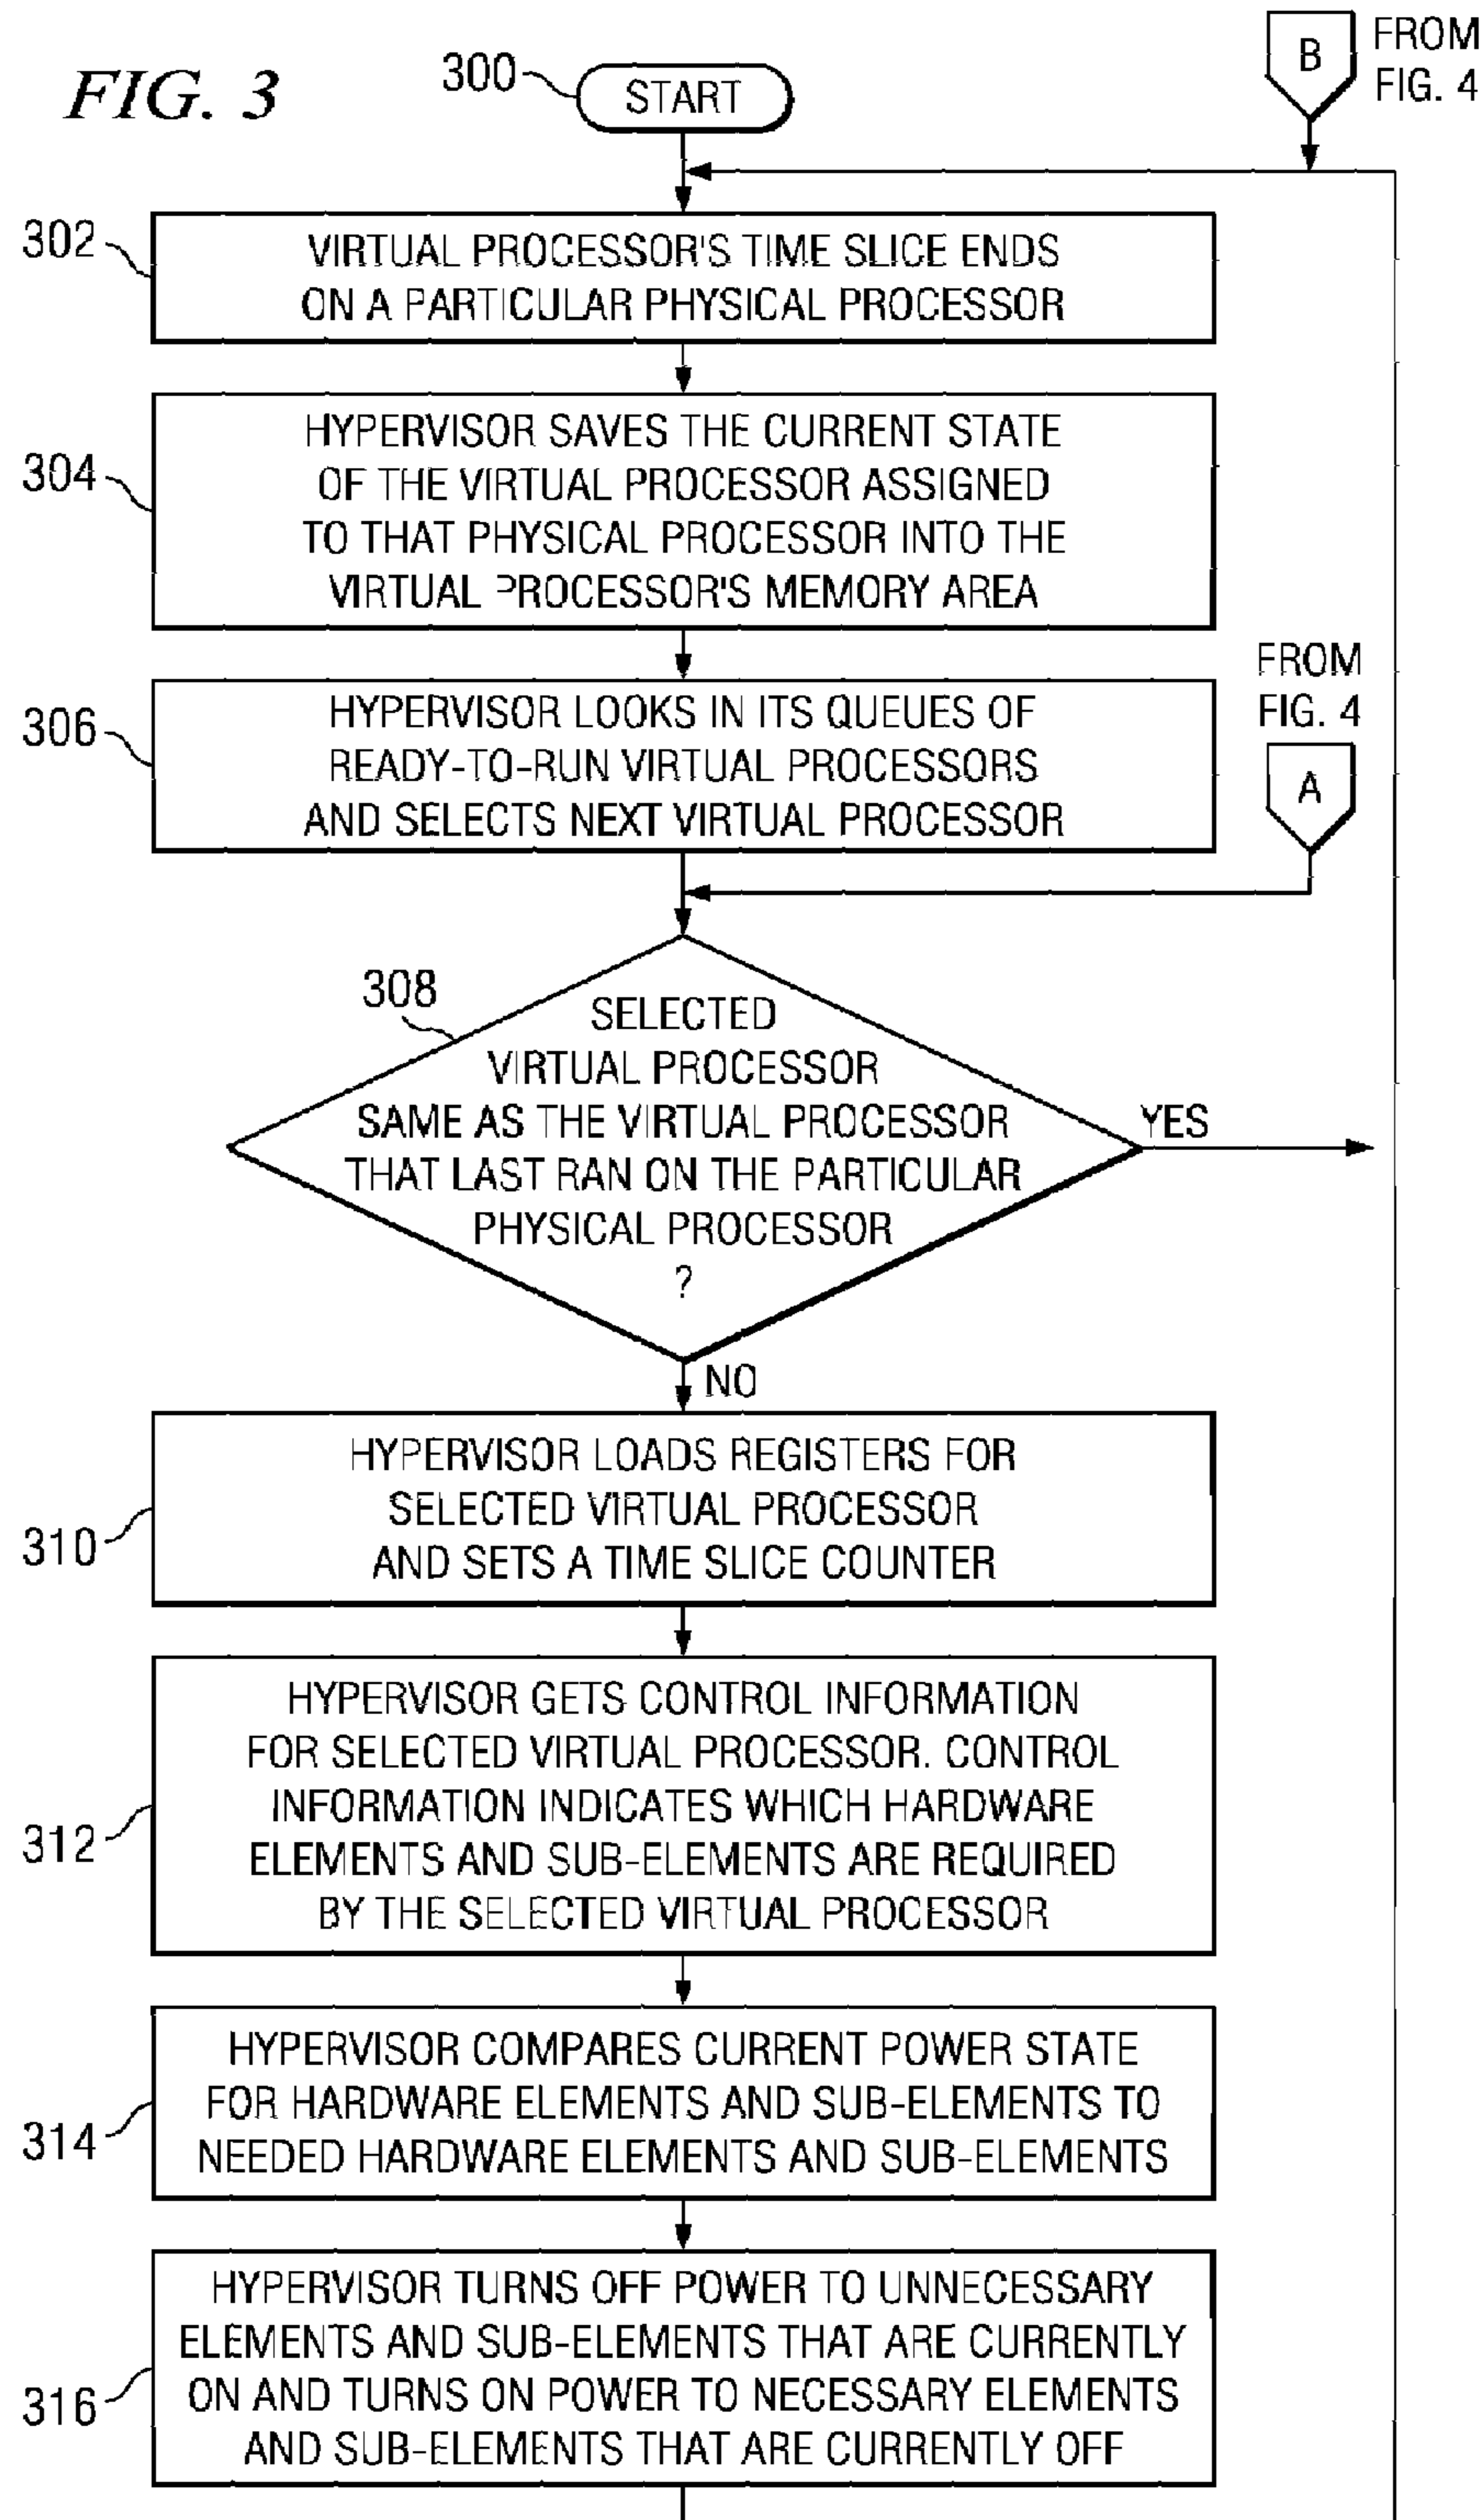 FIG. 3
300
START
B
FROM
FIG. 4
302
VIRTUAL PROCESSOR'S TIME SLICE ENDS
ON A PARTICULAR PHYSICAL PROCESSOR
304
HYPERVISOR SAVES THE CURRENT STATE
OF THE VIRTUAL PROCESSOR ASSIGNED
TO THAT PHYSICAL PROCESSOR INTO THE
VIRTUAL PROCESSOR'S MEMORY AREA
306
HYPERVISOR LOOKS IN ITS QUEUES OF
READY-TO-RUN VIRTUAL PROCESSORS
AND SELECTS NEXT VIRTUAL PROCESSOR
FROM
FIG. 4
A
308
SELECTED
VIRTUAL PROCESSOR
SAME AS THE VIRTUAL PROCESSOR
THAT LAST RAN ON THE PARTICULAR
PHYSICAL PROCESSOR
?
YES
NO
310
HYPERVISOR LOADS REGISTERS FOR
SELECTED VIRTUAL PROCESSOR
AND SETS A TIME SLICE COUNTER
312
HYPERVISOR GETS CONTROL INFORMATION
FOR SELECTED VIRTUAL PROCESSOR. CONTROL
INFORMATION INDICATES WHICH HARDWARE
ELEMENTS AND SUB-ELEMENTS ARE REQUIRED
BY THE SELECTED VIRTUAL PROCESSOR
314
HYPERVISOR COMPARES CURRENT POWER STATE
FOR HARDWARE ELEMENTS AND SUB-ELEMENTS TO
NEEDED HARDWARE ELEMENTS AND SUB-ELEMENTS
316
HYPERVISOR TURNS OFF POWER TO UNNECESSARY
ELEMENTS AND SUB-ELEMENTS THAT ARE CURRENTLY
ON AND TURNS ON POWER TO NECESSARY ELEMENTS
AND SUB-ELEMENTS THAT ARE CURRENTLY OFF